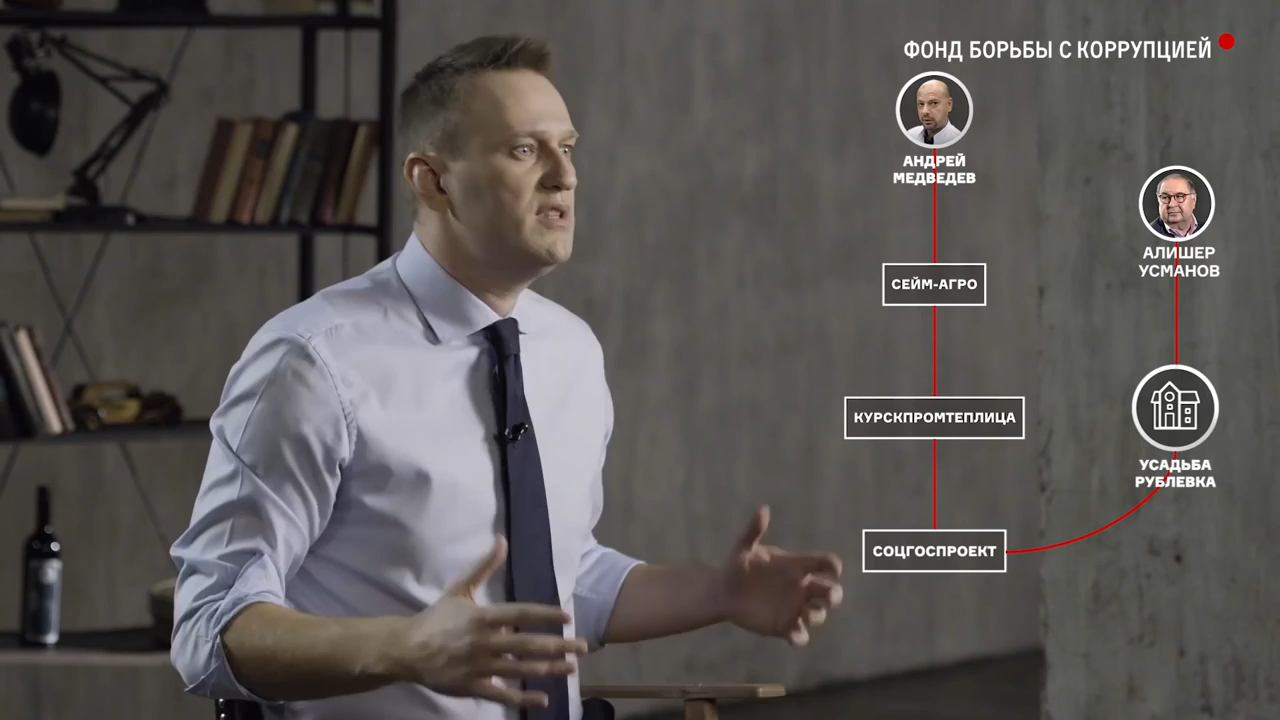 ФОНД БОРЬБЫ С КОРРУПЦИЕЙ
АНДРЕЙ
МЕДВЕДЕВ
АЛИШЕР
УСМАНОВ
СЕЙМ-АГРО
КУРСКПРОМТЕПЛИЦА
УСАДЬБА
РУБЛЕВКА
СОЦГОСПРОЕКТ